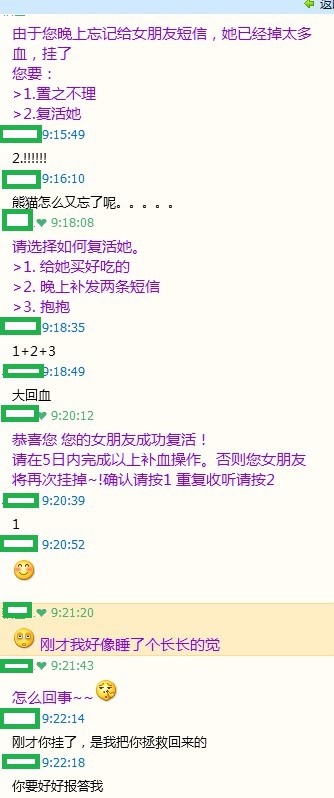 返
由于您晚上忘记给女朋友短信，她已经掉太多
血，挂了
您要：
>1.置之不理
>2.复活她
9:15:49
2.!!!!!!
9:16:10
熊猫怎么又忘了呢。。。。。
9:18:08
请选择如何复活她。
>1. 给她买好吃的
>2. 晚上补发两条短信
>3. 抱抱
9:18:35
1+2+3
9:18:49
大回血
9:20:12
恭喜您 您的女朋友成功复活！
请在5日内完成以上补血操作。否则您女朋友
将再次挂掉~!确认请按1 重复收听请按2
9:20:39
1
9:20:52
9:21:20
刚才我好像睡了个长长的觉
9:21:43
怎么回事~~
9:22:14
刚才你挂了，是我把你拯救回来的
9:22:18
你要好好报答我